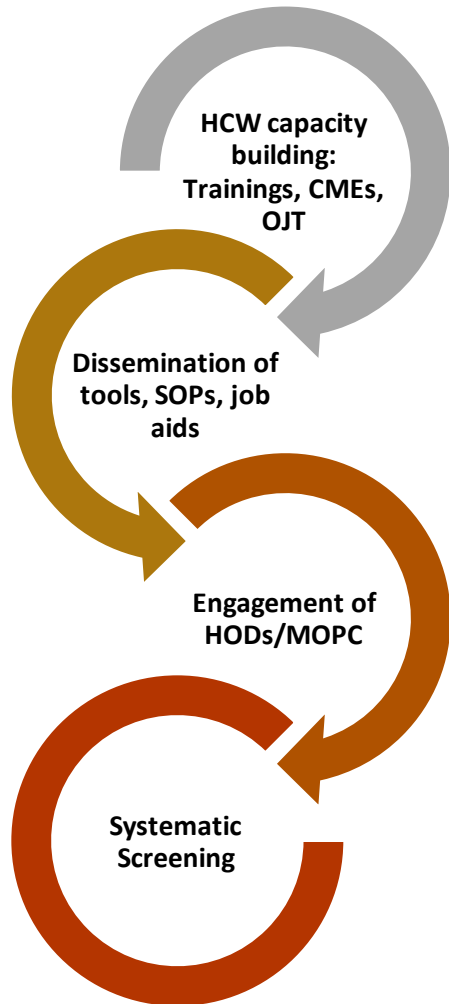 HCW capacity
building:
Trainings, CMEs,
OJT
Dissemination of
tools, SOPs, job
aids
Engagement of
HODs/MOPC
Systematic
Screening